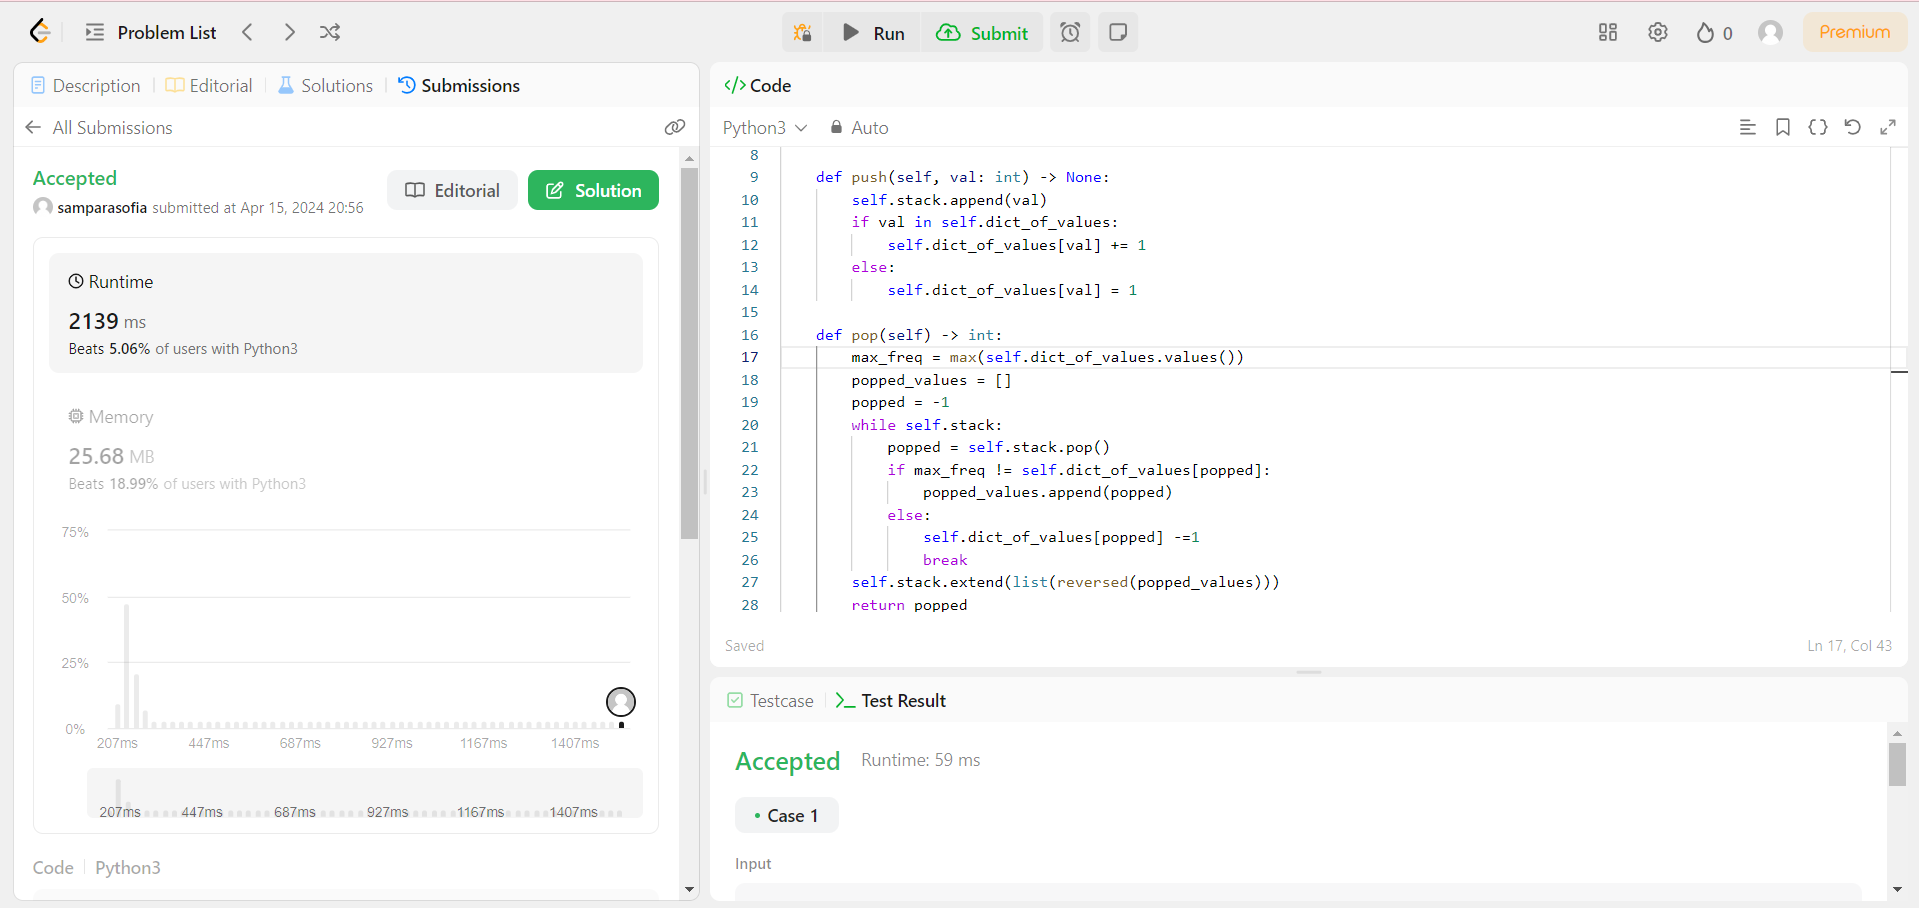 Problem List
Run
Submit
0
Premium
Description
Editorial
Solutions
Submissions
All Submissions
Accepted
samparasofia submitted at Apr 15, 2024 20:56
Editorial
Solution
Runtime
2139 ms
Beats 5.06% of users with Python3
Memory
25.68 MB
Beats 18.99% of users with Python3
75%
50%
25%
0%
207ms 447ms 687ms 927ms 1167ms 1407ms
207ms 447ms 687ms 927ms 1167ms 1407ms
Code Python3
</> Code
Python3 Auto
8
9 def push(self, val: int) -> None:
10 self.stack.append(val)
11 if val in self.dict_of_values:
12 self.dict_of_values[val] += 1
13 else:
14 self.dict_of_values[val] = 1
15
16 def pop(self) -> int:
17 max_freq = max(self.dict_of_values.values())
18 popped_values = []
19 popped = -1
20 while self.stack:
21 popped = self.stack.pop()
22 if max_freq != self.dict_of_values[popped]:
23 popped_values.append(popped)
24 else:
25 self.dict_of_values[popped] -=1
26 break
27 self.stack.extend(list(reversed(popped_values)))
28 return popped
Saved
Ln 17, Col 43
Testcase
Test Result
Accepted Runtime: 59 ms
• Case 1
Input